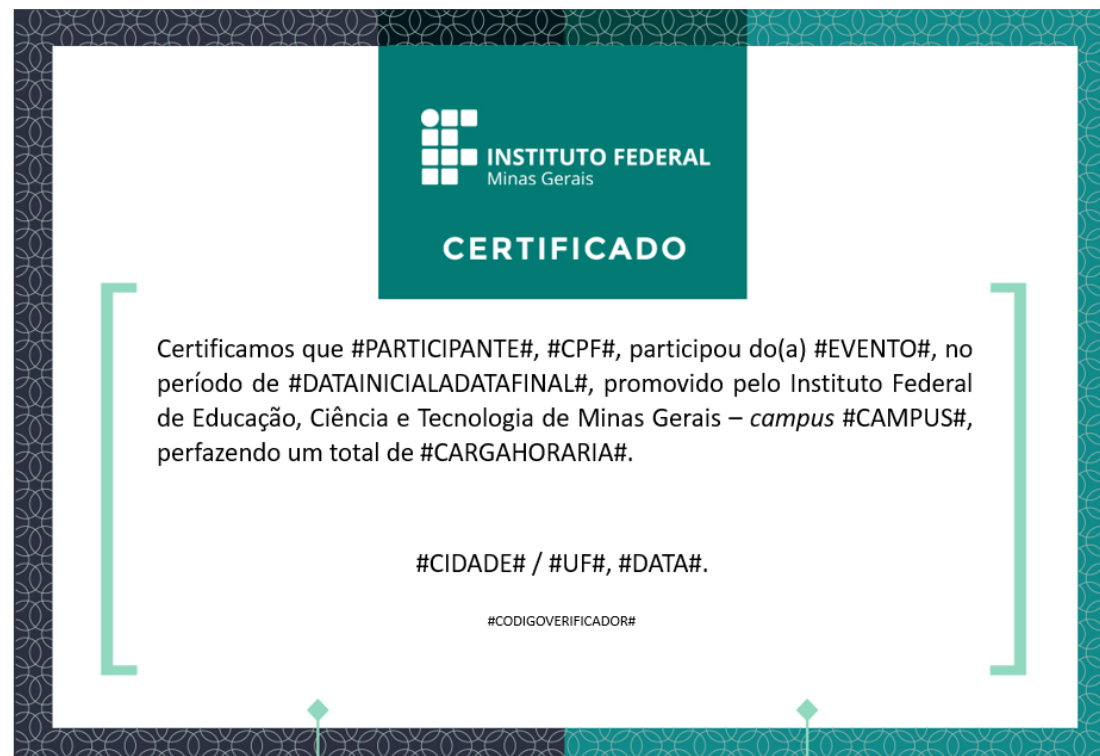 INSTITUTO FEDERAL
Minas Gerais
CERTIFICADO
Certificamos que #PARTICIPANTE#, #CPF#, participou do(a) #EVENTO#, no
período de #DATAINICIALADATAFINAL#, promovido pelo Instituto Federal
de Educação, Ciência e Tecnologia de Minas Gerais – campus #CAMPUS#,
perfazendo um total de #CARGAHORARIA#.
#CIDADE# / #UF#, #DATA#.
#CODIGOVERIFICADOR#